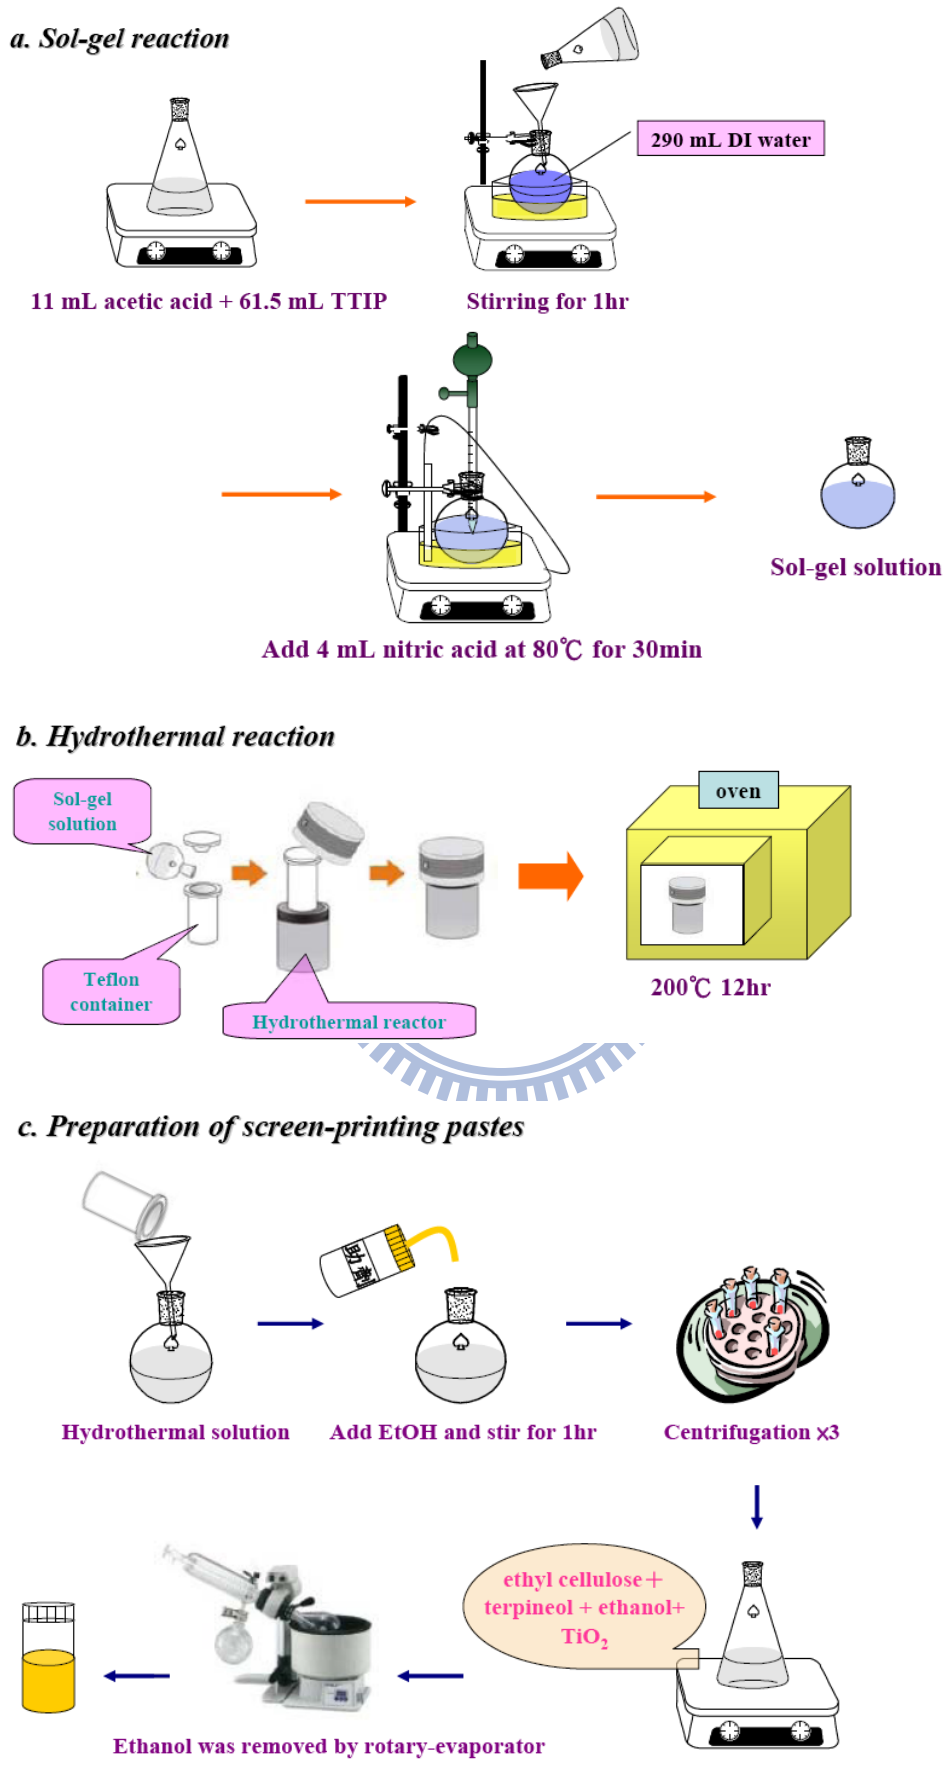 a. Sol-gel reaction
290 mL DI water
11 mL acetic acid + 61.5 mL TTIP
Stirring for 1hr
Sol-gel solution
Add 4 mL nitric acid at 80℃ for 30min
b. Hydrothermal reaction
Sol-gel
solution
oven
Teflon
container
Hydrothermal reactor
200℃ 12hr
c. Preparation of screen-printing pastes
助劑
Hydrothermal solution
Add EtOH and stir for 1hr
Centrifugation ×3
ethyl cellulose+
terpineol + ethanol+
TiO₂
Ethanol was removed by rotary-evaporator